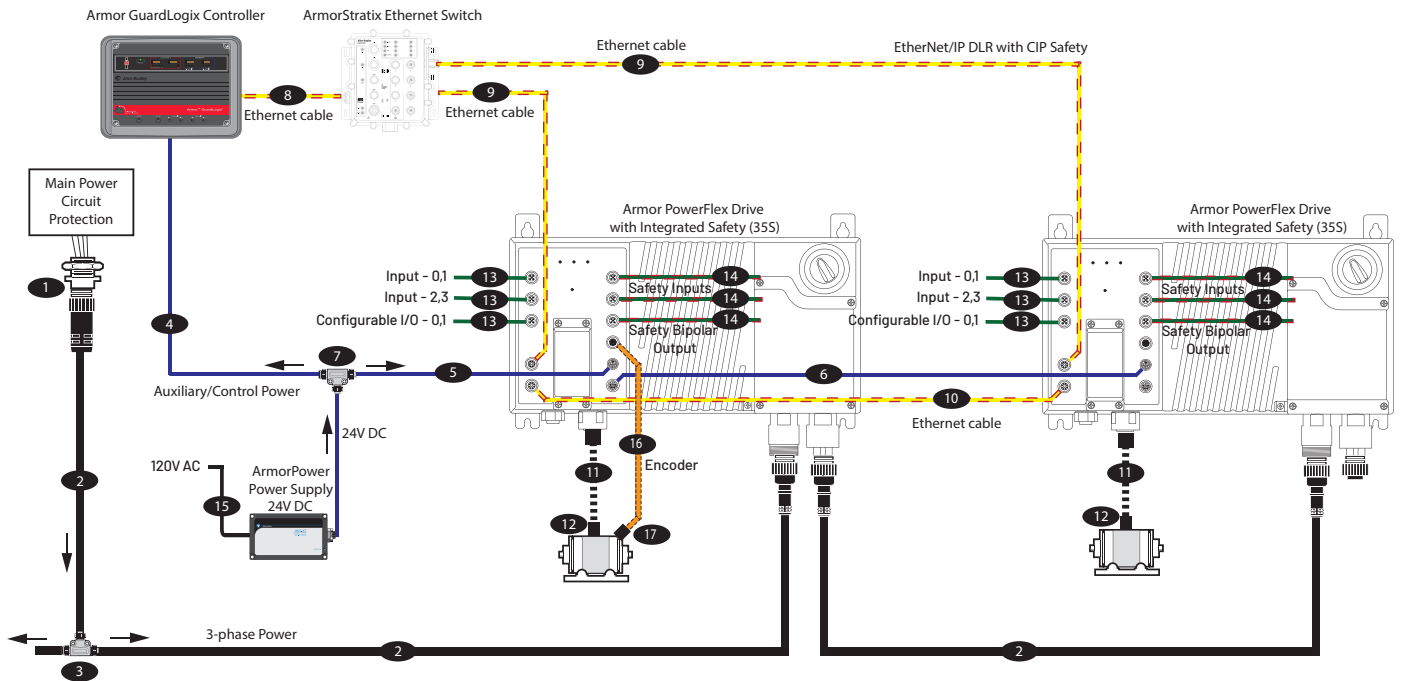 Armor GuardLogix Controller
ArmorStratix Ethernet Switch
Ethernet cable
EtherNet/IP DLR with CIP Safety
9
8
9
Ethernet cable
Ethernet cable
Main Power
Circuit
Protection
1
4
Armor PowerFlex Drive
with Integrated Safety (35S)
Armor PowerFlex Drive
with Integrated Safety (35S)
Input - 0,1
13
14
Safety Inputs
Input - 2,3
13
14
Configurable I/O - 0,1
13
14
Safety Bipolar
Output
Input - 0,1
13
14
Safety Inputs
Input - 2,3
13
14
Configurable I/O - 0,1
13
14
Safety Bipolar
Output
7
5
6
Auxiliary/Control Power
10
Ethernet cable
24V DC
16
Encoder
120V AC
ArmorPower
Power Supply
24V DC
15
2
11
11
12
17
12
3-phase Power
3
2
2